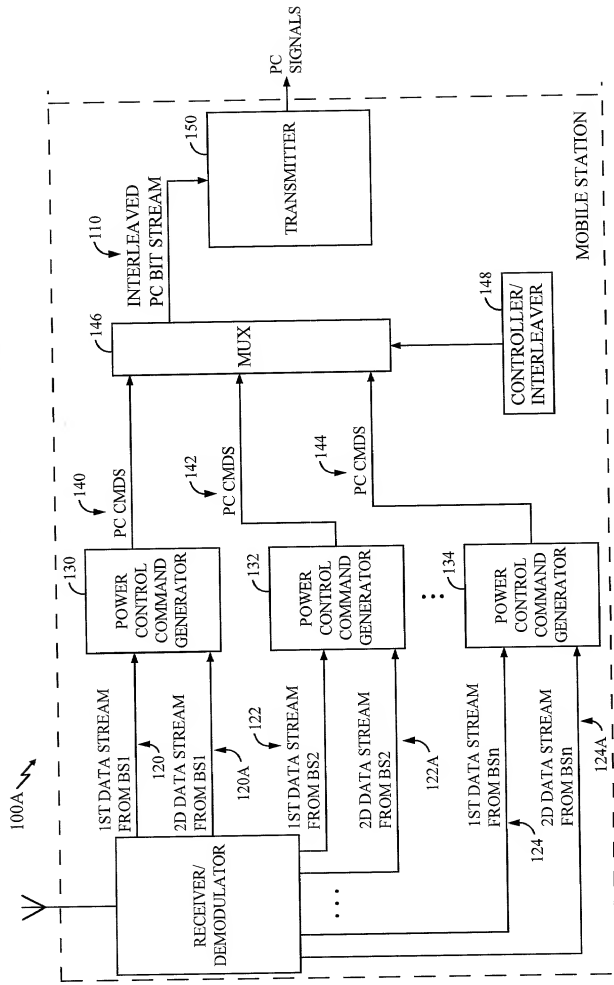 100A
RECEIVER/
DEMODULATOR
1ST DATA STREAM
FROM BS1
120
2D DATA STREAM
FROM BS1
120A
122
1ST DATA STREAM
FROM BS2
2D DATA STREAM
FROM BS2
122A
1ST DATA STREAM
FROM BSn
124
2D DATA STREAM
FROM BSn
124A
130
POWER
CONTROL
COMMAND
GENERATOR
132
POWER
CONTROL
COMMAND
GENERATOR
134
POWER
CONTROL
COMMAND
GENERATOR
140
PC CMDS
142
PC CMDS
144
PC CMDS
146
MUX
148
CONTROLLER/
INTERLEAVER
110
INTERLEAVED
PC BIT STREAM
150
TRANSMITTER
PC
SIGNALS
MOBILE STATION